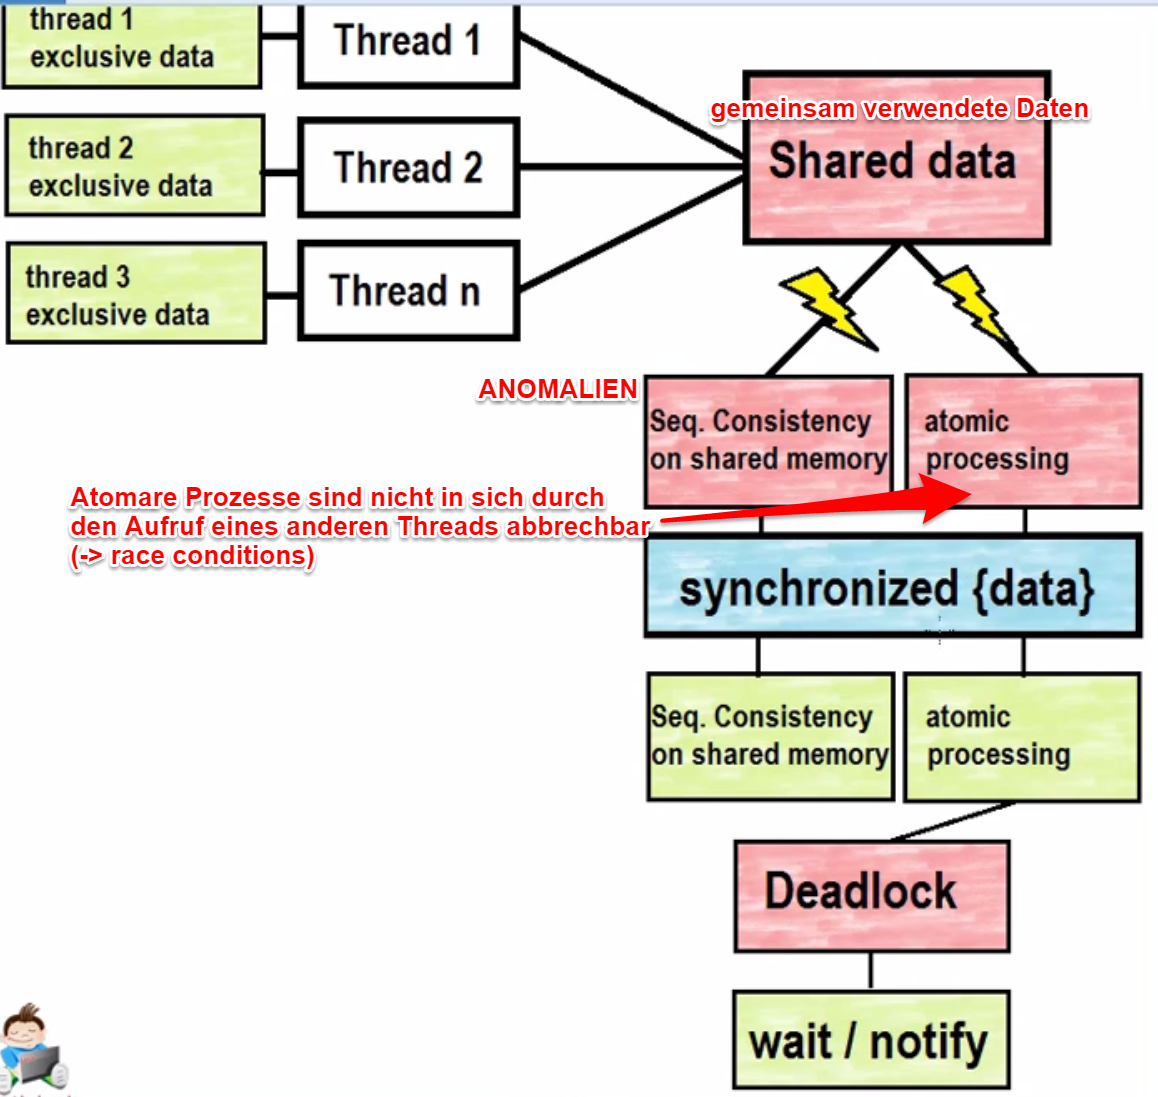 thread 1
exclusive data
Thread 1
thread 2
exclusive data
Thread 2
thread 3
exclusive data
Thread n
gemeinsam verwendete Daten
Shared data
ANOMALIEN
Seq. Consistency
on shared memory
atomic
processing
Atomare Prozesse sind nicht in sich durch
den Aufruf eines anderen Threads abbrechbar
(-> race conditions)
synchronized {data}
Seq. Consistency
on shared memory
atomic
processing
Deadlock
wait / notify